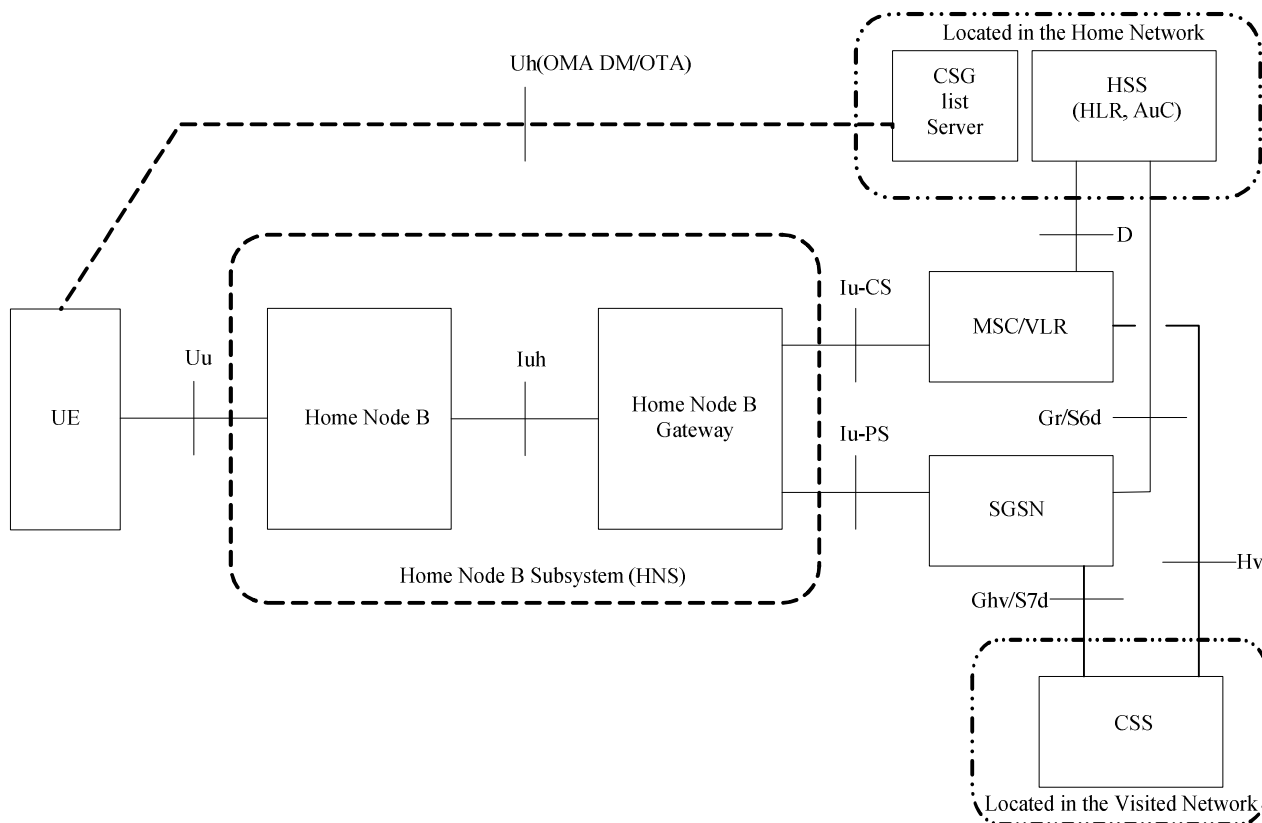 Located in the Home Network
Uh(OMA DM/OTA)
CSG
list
Server
HSS
(HLR, AuC)
D
Iu-CS
MSC/VLR
Uu
Iuh
UE
Home Node B
Home Node B
Gateway
Gr/S6d
Iu-PS
SGSN
Home Node B Subsystem (HNS)
Hv
Ghv/S7d
CSS
Located in the Visited Network